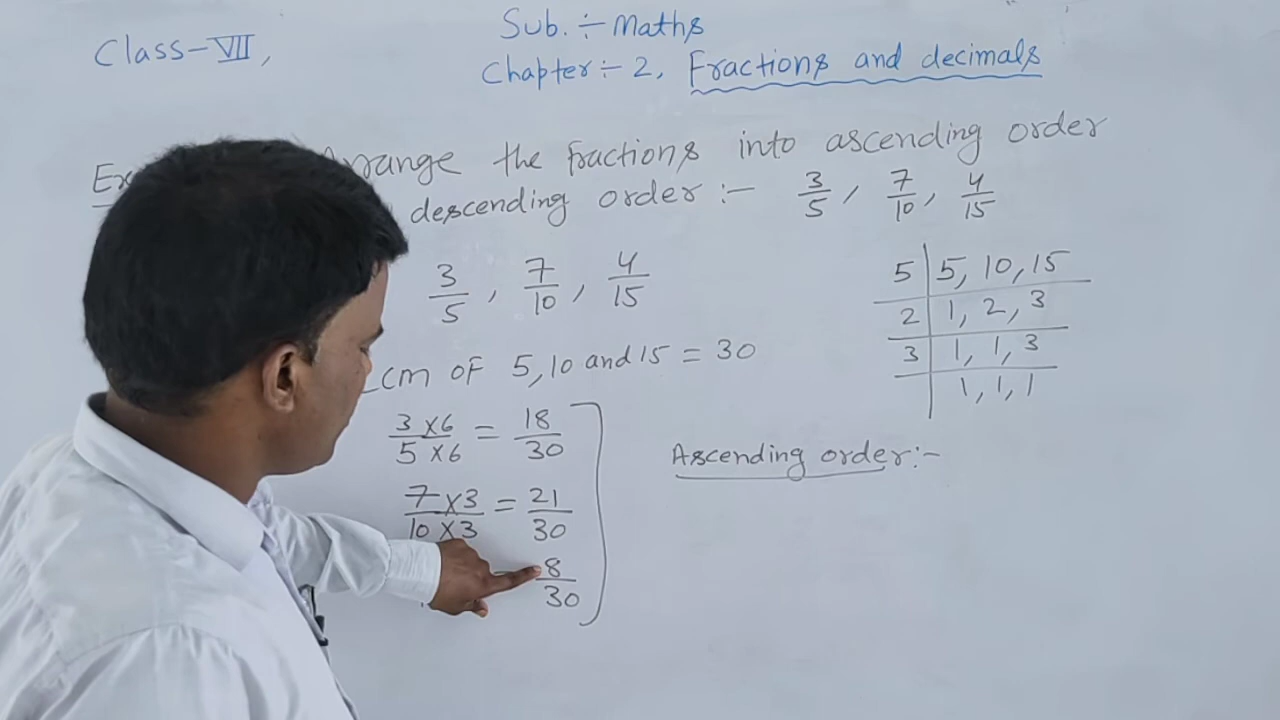 Class-VII,
Sub. ÷ Maths
Chapter :- 2, Fractions and decimals
the fractions into ascending order
descending order :- 3/5, 7/10, 4/15
3/5, 7/10, 4/15
5 | 5, 10, 15
2 | 1, 2, 3
3 | 1, 1, 3
1, 1, 1
LCM OF 5, 10 and 15 = 30
3 x 6 / 5 x 6 = 18/30
7 x 3 / 10 x 3 = 21/30
8/30
Ascending order :-